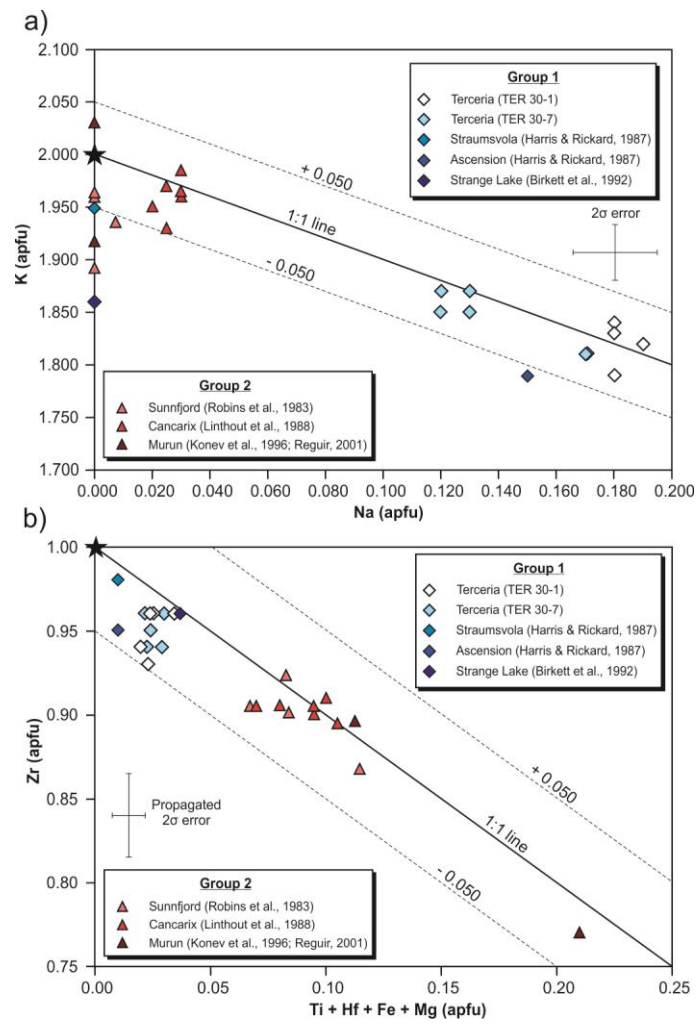 a)
2.100
2.050
2.000
1.950
1.900
1.850
1.800
1.750
1.700
K (apfu)
Group 1
Terceria (TER 30-1)
Terceria (TER 30-7)
Straumsvola (Harris & Rickard, 1987)
Ascension (Harris & Rickard, 1987)
Strange Lake (Birkett et al., 1992)
+ 0.050
1:1 line
- 0.050
2σ error
Group 2
Sunnfjord (Robins et al., 1983)
Cancarix (Linthout et al., 1988)
Murun (Konev et al., 1996; Reguir, 2001)
0.000 0.020 0.040 0.060 0.080 0.100 0.120 0.140 0.160 0.180 0.200
Na (apfu)
b)
1.00
0.95
0.90
0.85
0.80
0.75
Zr (apfu)
Group 1
Terceria (TER 30-1)
Terceria (TER 30-7)
Straumsvola (Harris & Rickard, 1987)
Ascension (Harris & Rickard, 1987)
Strange Lake (Birkett et al., 1992)
+ 0.050
1:1 line
- 0.050
Propagated
2σ error
Group 2
Sunnfjord (Robins et al., 1983)
Cancarix (Linthout et al., 1988)
Murun (Konev et al., 1996; Reguir, 2001)
0.00 0.05 0.10 0.15 0.20 0.25
Ti + Hf + Fe + Mg (apfu)